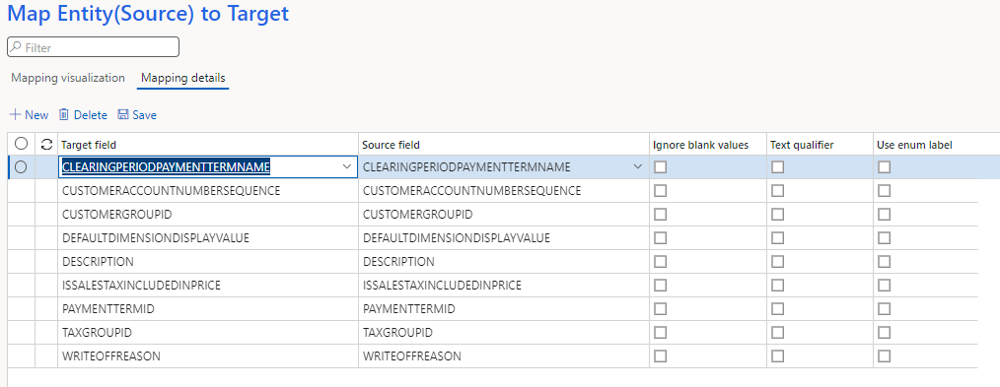 Map Entity(Source) to Target
Filter
Mapping visualization Mapping details
New Delete Save
Target field Source field Ignore blank values Text qualifier Use enum label
CLEARINGPERIODPAYMENTTERMNAME CLEARINGPERIODPAYMENTTERMNAME
CUSTOMERACCOUNTNUMBERSEQUENCE CUSTOMERACCOUNTNUMBERSEQUENCE
CUSTOMERGROUPID CUSTOMERGROUPID
DEFAULTDIMENSIONDISPLAYVALUE DEFAULTDIMENSIONDISPLAYVALUE
DESCRIPTION DESCRIPTION
ISSALESTAXINCLUDEDINPRICE ISSALESTAXINCLUDEDINPRICE
PAYMENTTERMID PAYMENTTERMID
TAXGROUPID TAXGROUPID
WRITEOFFREASON WRITEOFFREASON